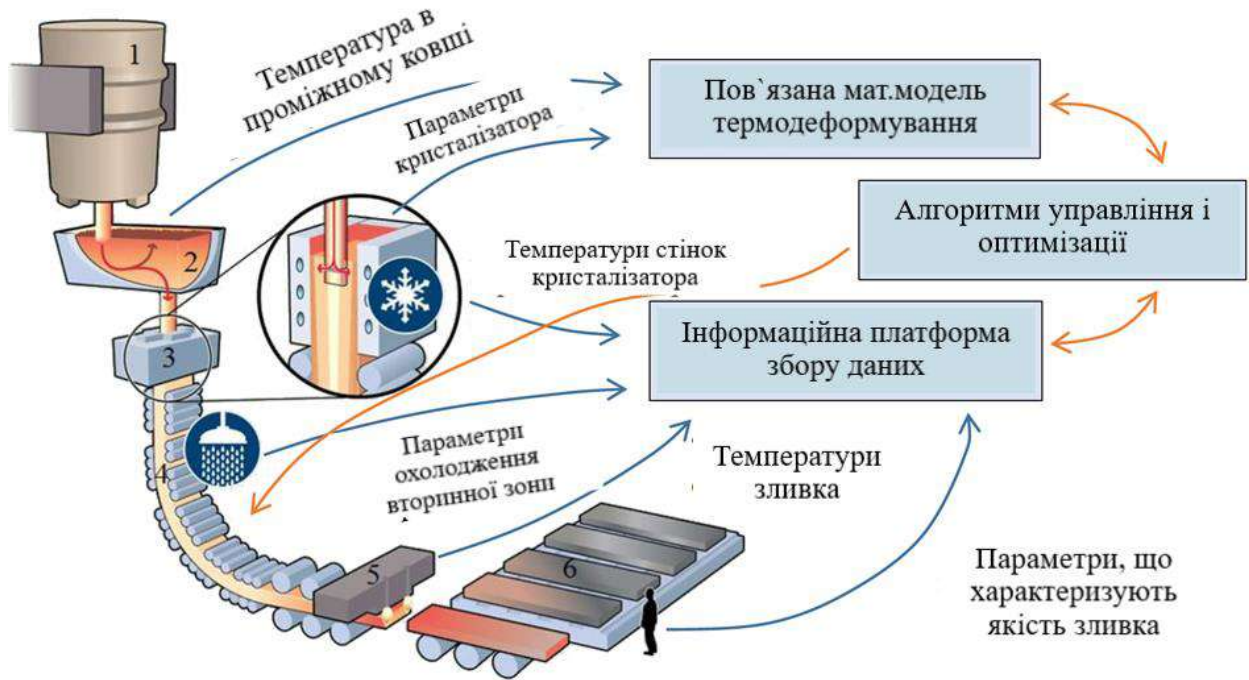 1
Температура в
проміжному ковші
Параметри
кристалізатора
Пов`язана мат.модель
термодеформування
Алгоритми управління і
оптимізації
2
Температури стінок
кристалізатора
3
Інформаційна платформа
збору даних
4
Параметри
охолодження
вторинної зони
Температури
зливка
5
6
Параметри, що
характеризують
якість зливка